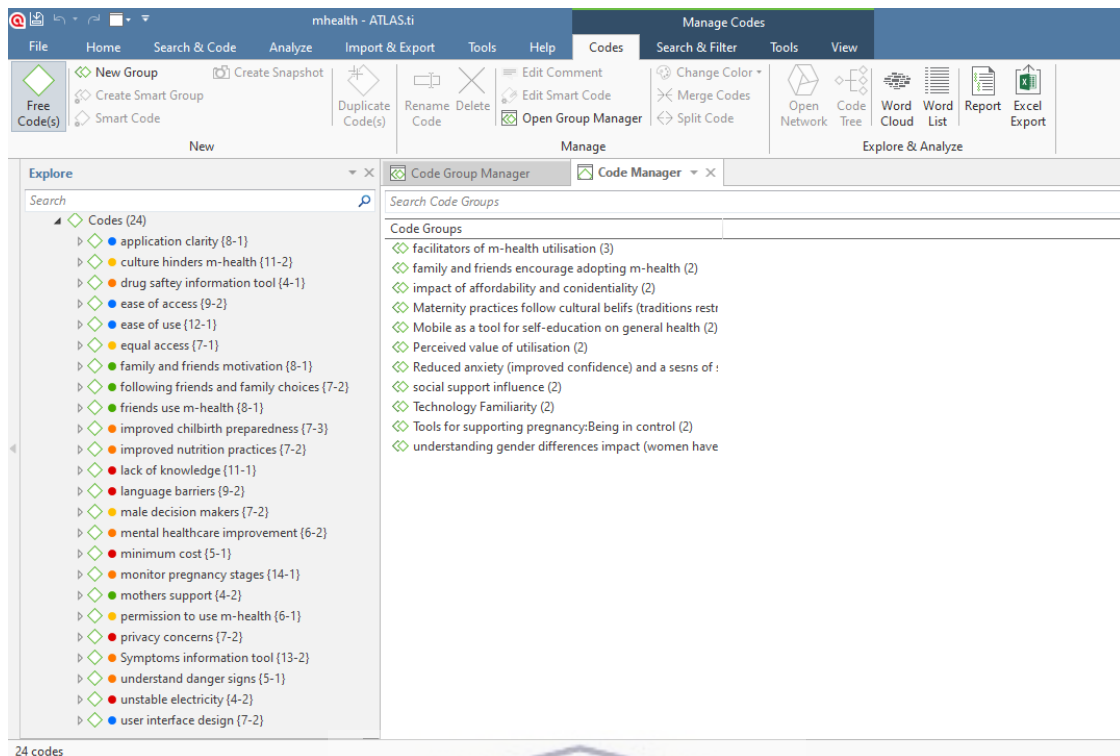 mhealth - ATLAS.ti
Manage Codes
File Home Search & Code Analyze Import & Export Tools Help Codes Search & Filter Tools View
Free Code(s)
New Group
Create Smart Group
Smart Code
Create Snapshot
Duplicate Code(s)
New
Rename Code
Delete
Edit Comment
Edit Smart Code
Open Group Manager
Change Color
Merge Codes
Split Code
Manage
Open Network
Code Tree
Word Cloud
Word List
Report
Excel Export
Explore & Analyze
Explore
Search
Codes (24)
application clarity {8-1}
culture hinders m-health {11-2}
drug saftey information tool {4-1}
ease of access {9-2}
ease of use {12-1}
equal access {7-1}
family and friends motivation {8-1}
following friends and family choices {7-2}
friends use m-health {8-1}
improved chilbirth preparedness {7-3}
improved nutrition practices {7-2}
lack of knowledge {11-1}
language barriers {9-2}
male decision makers {7-2}
mental healthcare improvement {6-2}
minimum cost {5-1}
monitor pregnancy stages {14-1}
mothers support {4-2}
permission to use m-health {6-1}
privacy concerns {7-2}
Symptoms information tool {13-2}
understand danger signs {5-1}
unstable electricity {4-2}
user interface design {7-2}
24 codes
Code Group Manager
Code Manager
Search Code Groups
Code Groups
facilitators of m-health utilisation (3)
family and friends encourage adopting m-health (2)
impact of affordability and conidentiality (2)
Maternity practices follow cultural belifs (traditions restr
Mobile as a tool for self-education on general health (2)
Perceived value of utilisation (2)
Reduced anxiety (improved confidence) and a sesns of
social support influence (2)
Technology Familiarity (2)
Tools for supporting pregnancy:Being in control (2)
understanding gender differences impact (women have